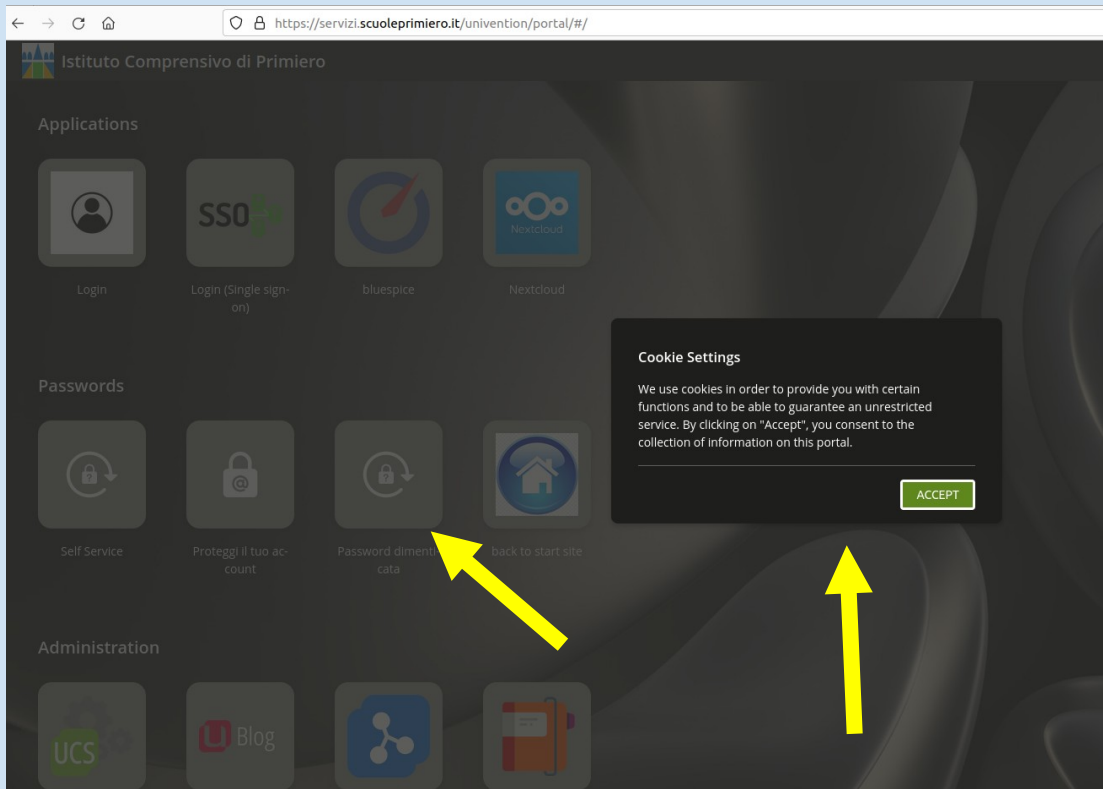 https://servizi.scuoleprimiero.it/univention/portal/#/
Istituto Comprensivo di Primiero
Applications
SSO
Nextcloud
Login
Login (Single sign-
on)
bluespice
Nextcloud
Cookie Settings
We use cookies in order to provide you with certain
functions and to be able to guarantee an unrestricted
service. By clicking on "Accept", you consent to the
collection of information on this portal.
ACCEPT
Passwords
Self Service
Proteggi il tuo ac-
count
Password dimenti-
cata
back to start site
Administration
UCS
U Blog